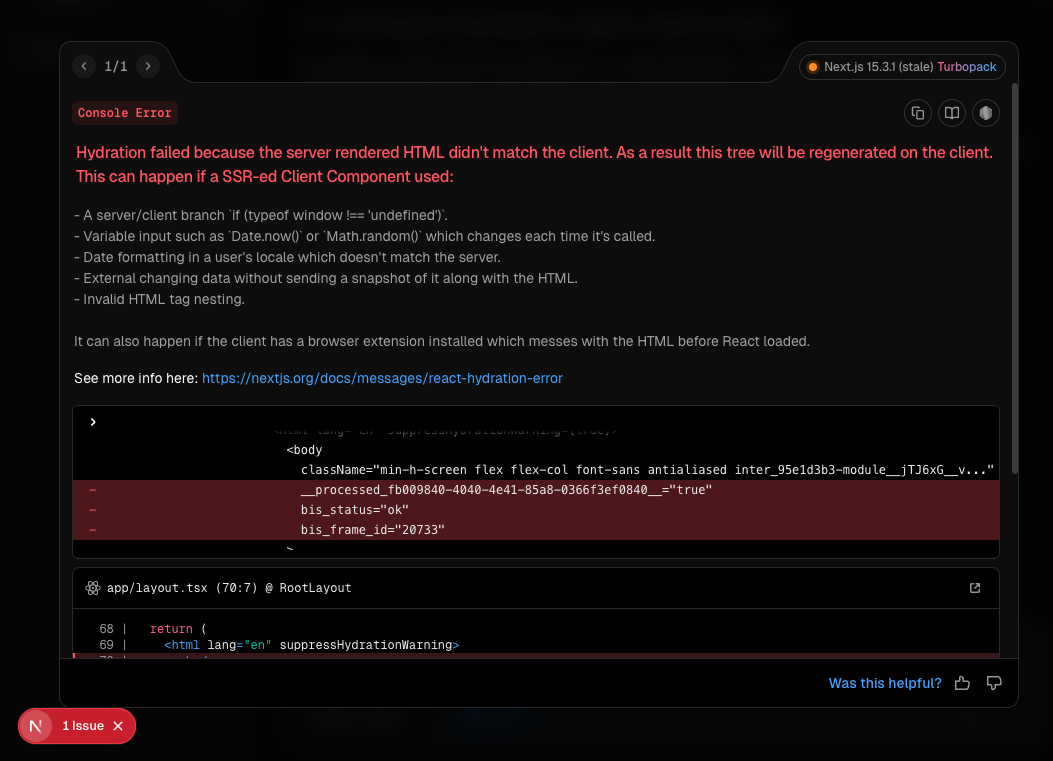 1/1
Next.js 15.3.1 (stale) Turbopack
Console Error
Hydration failed because the server rendered HTML didn't match the client. As a result this tree will be regenerated on the client.
This can happen if a SSR-ed Client Component used:
- A server/client branch `if (typeof window !== 'undefined')`.
- Variable input such as `Date.now()` or `Math.random()` which changes each time it's called.
- Date formatting in a user's locale which doesn't match the server.
- External changing data without sending a snapshot of it along with the HTML.
- Invalid HTML tag nesting.
It can also happen if the client has a browser extension installed which messes with the HTML before React loaded.
See more info here: https://nextjs.org/docs/messages/react-hydration-error
<html lang="en" suppressHydrationWarning={true}>
<body
className="min-h-screen flex flex-col font-sans antialiased inter_95e1d3b3-module__jTJ6xG__v..."
- __processed_fb009840-4040-4e41-85a8-0366f3ef0840__="true"
- bis_status="ok"
- bis_frame_id="20733"
>
app/layout.tsx (70:7) @ RootLayout
68 | return (
69 | <html lang="en" suppressHydrationWarning>
Was this helpful?
N 1 Issue